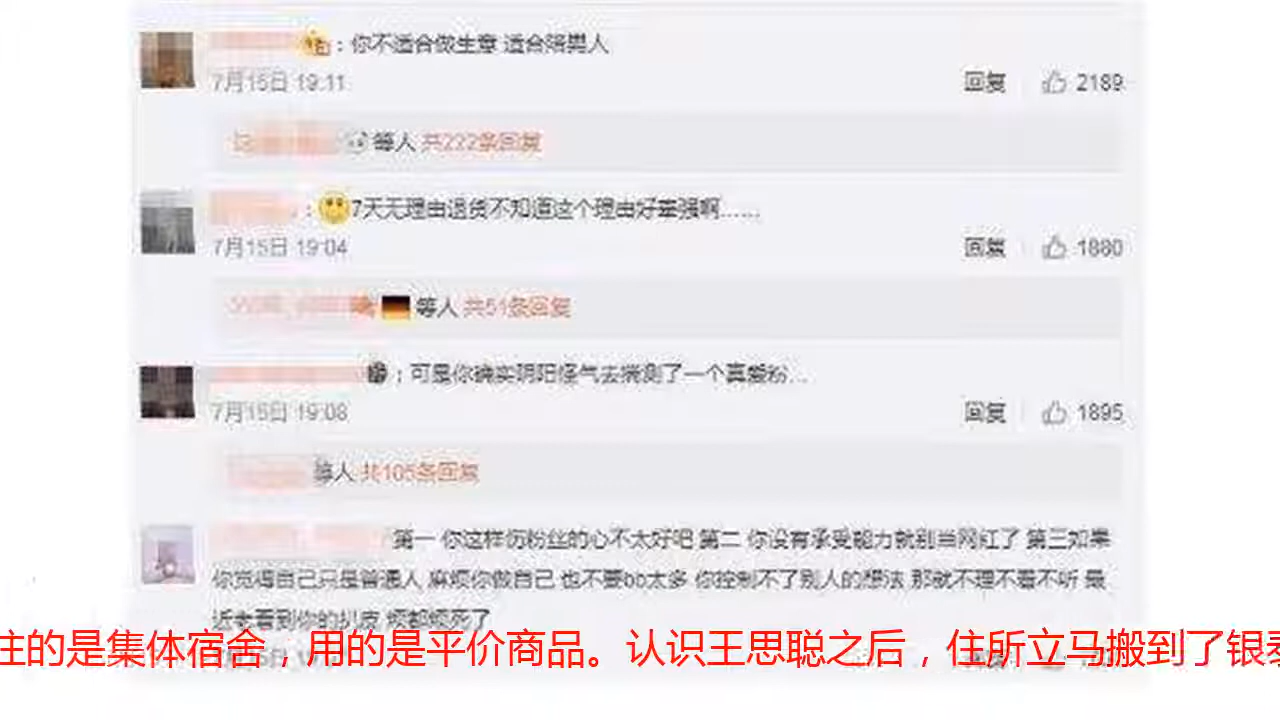 ：你不适合做生意 适合陪男人
7月15日 19:11
回复
2189
等人 共222条回复
：7天无理由退货不知道这个理由好牵强啊……
7月15日 19:04
回复
1880
等人 共51条回复
：可是你确实阴阳怪气去揣测了一个真爱粉...
7月15日 19:08
回复
1895
等人 共105条回复
第一 你这样伤粉丝的心不太好吧 第二 你没有承受能力就别当网红了 第三如果
你觉得自己只是普通人 麻烦你做自己 也不要bb太多 你控制不了别人的想法 那就不理不看不听 最
近老看到你的扒皮 烦都烦死了
住的是集体宿舍，用的是平价商品。认识王思聪之后，住所立马搬到了银泰